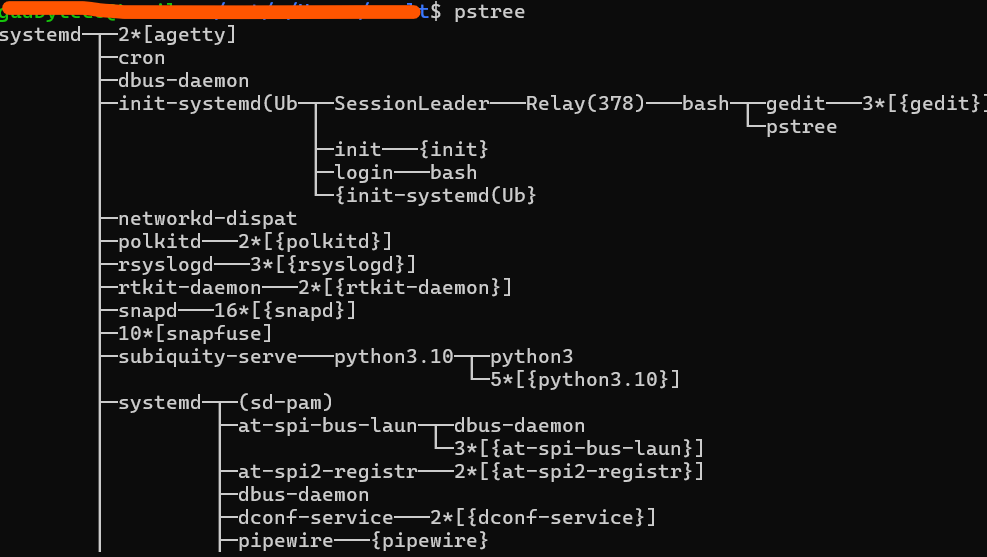 t$ pstree
systemd─┬─2*[agetty]
        ├─cron
        ├─dbus-daemon
        ├─init-systemd(Ub─┬─SessionLeader───Relay(378)───bash─┬─gedit───3*[{gedit}]
        │                 │                                   └─pstree
        │                 ├─init───{init}
        │                 ├─login───bash
        │                 └─{init-systemd(Ub}
        ├─networkd-dispat
        ├─polkitd───2*[{polkitd}]
        ├─rsyslogd───3*[{rsyslogd}]
        ├─rtkit-daemon───2*[{rtkit-daemon}]
        ├─snapd───16*[{snapd}]
        ├─10*[snapfuse]
        ├─subiquity-serve───python3.10─┬─python3
        │                              └─5*[{python3.10}]
        ├─systemd─┬─(sd-pam)
        │         ├─at-spi-bus-laun─┬─dbus-daemon
        │         │                 └─3*[{at-spi-bus-laun}]
        │         ├─at-spi2-registr───2*[{at-spi2-registr}]
        │         ├─dbus-daemon
        │         ├─dconf-service───2*[{dconf-service}]
        │         ├─pipewire───{pipewire}